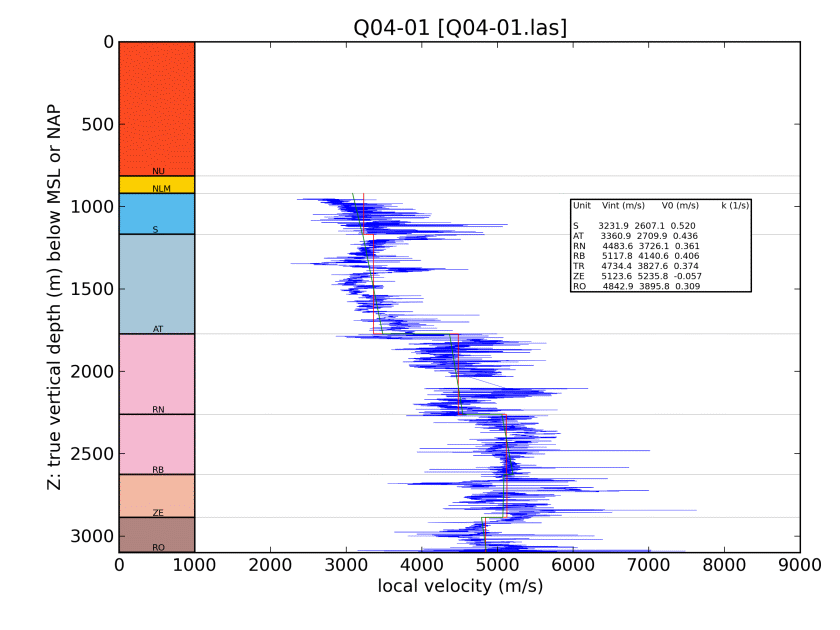 Q04-01 [Q04-01.las]
0
500
1000
1500
2000
2500
3000
Z: true vertical depth (m) below MSL or NAP
NU
NLM
S
AT
RN
RB
ZE
RO
Unit Vint (m/s) V0 (m/s) k (1/s)
S 3231.9 2607.1 0.520
AT 3360.9 2709.9 0.436
RN 4483.6 3726.1 0.361
RB 5117.8 4140.6 0.406
TR 4734.4 3827.6 0.374
ZE 5123.6 5235.8 -0.057
RO 4842.9 3895.8 0.309
0 1000 2000 3000 4000 5000 6000 7000 8000 9000
local velocity (m/s)